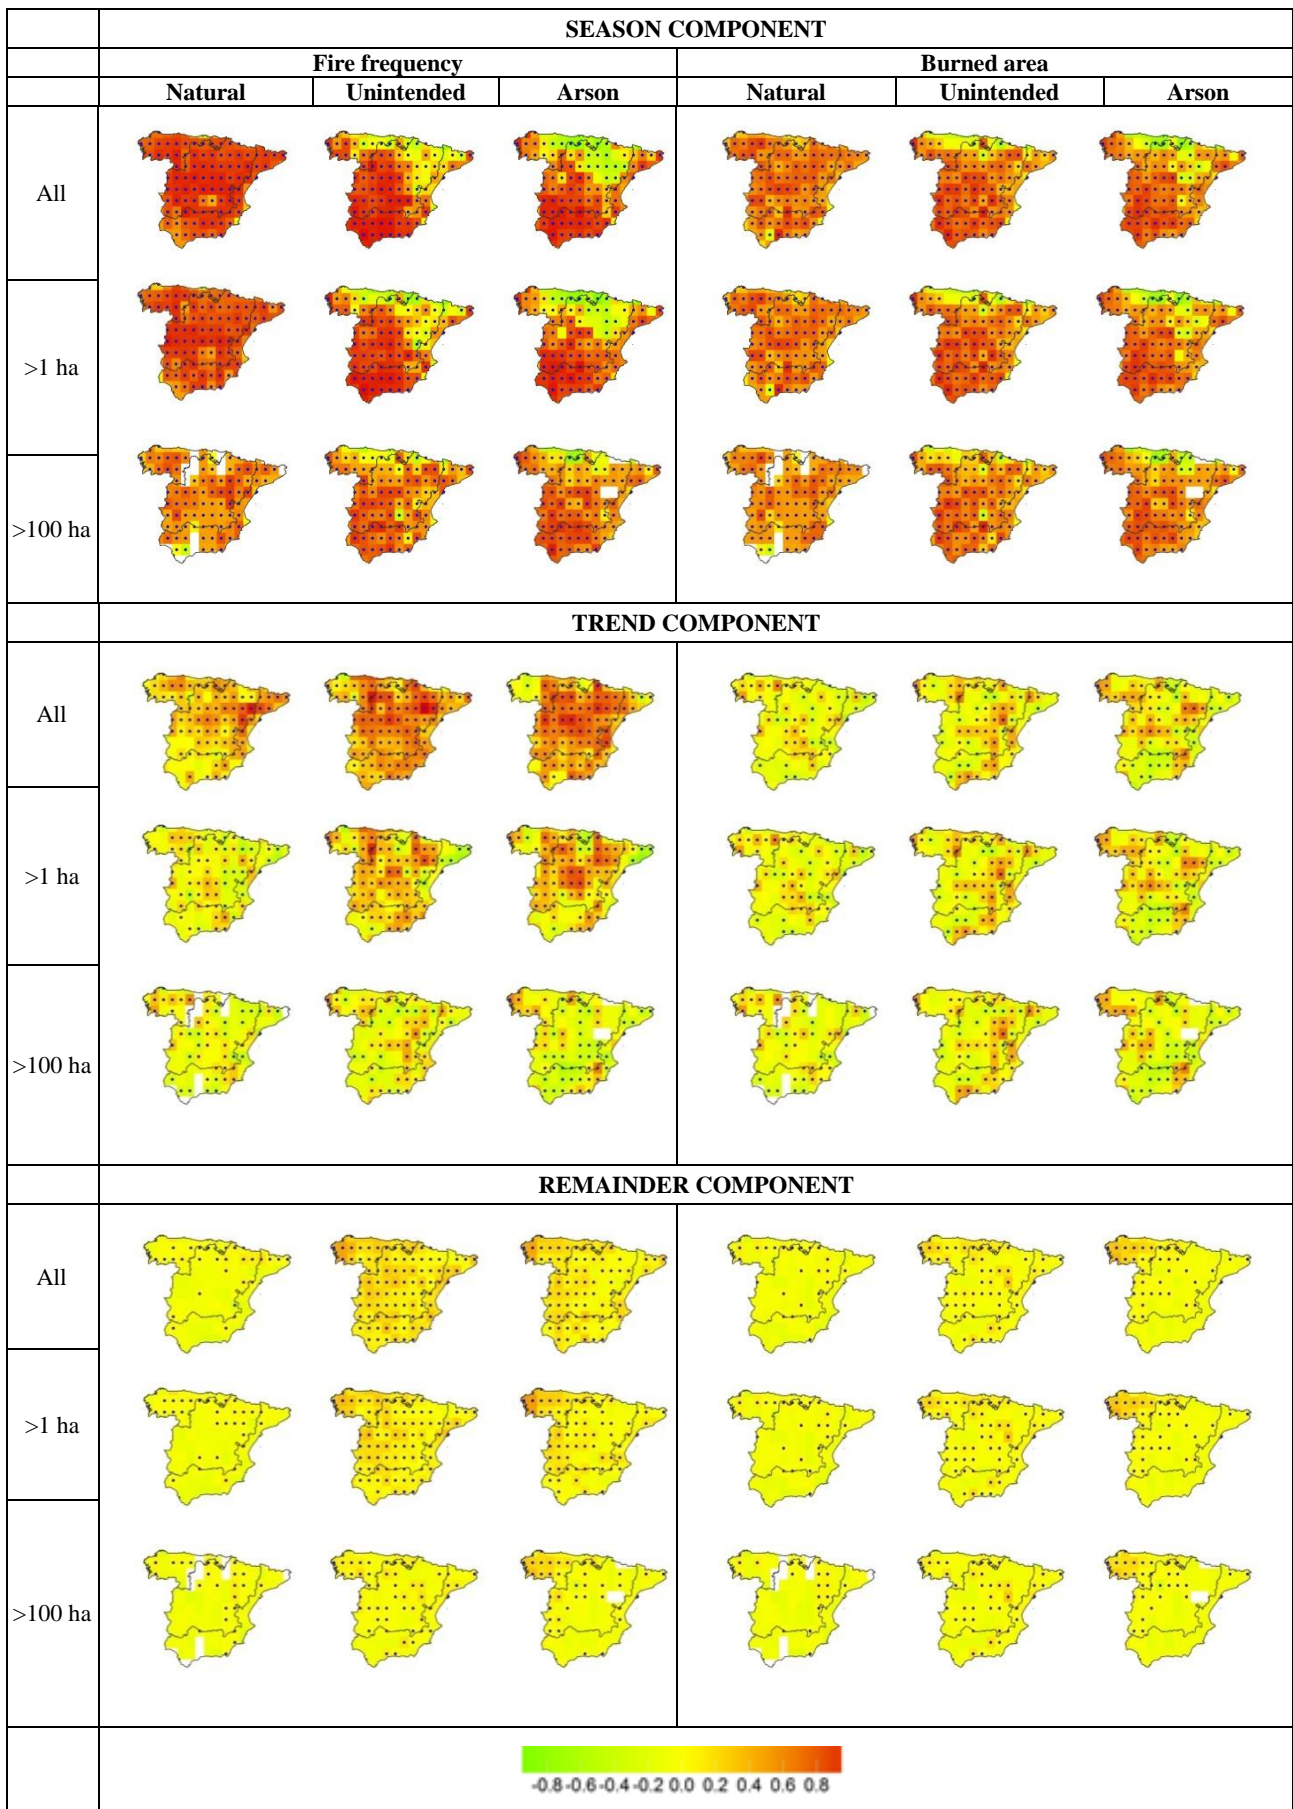 SEASON COMPONENT
Fire frequency Burned area
Natural Unintended Arson Natural Unintended Arson
All
>1 ha
>100 ha
TREND COMPONENT
All
>1 ha
>100 ha
REMAINDER COMPONENT
All
>1 ha
>100 ha
-0.8 -0.6 -0.4 -0.2 0.0 0.2 0.4 0.6 0.8